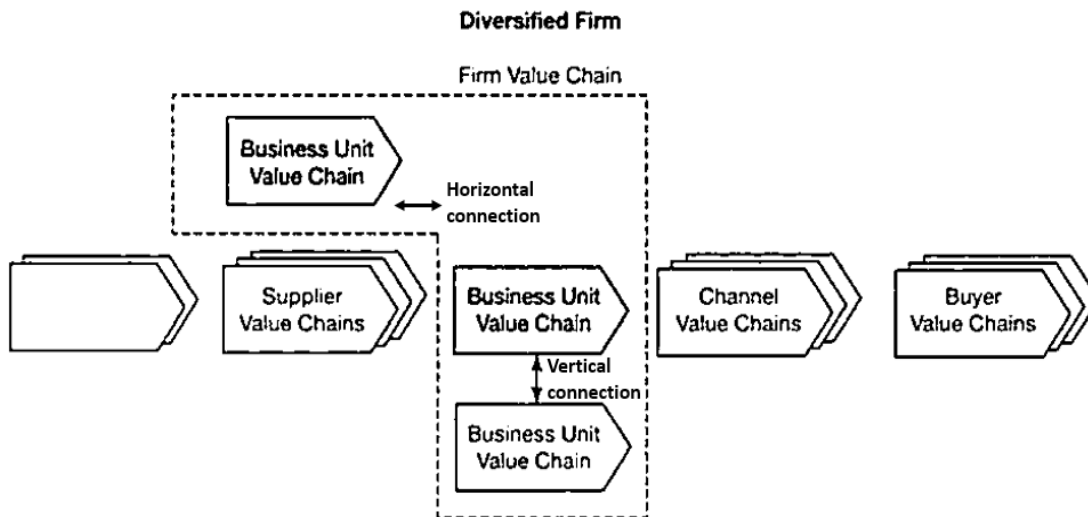 Diversified Firm
Firm Value Chain
Business Unit
Value Chain
Horizontal
connection
Supplier
Value Chains
Business Unit
Value Chain
Channel
Value Chains
Buyer
Value Chains
Vertical
connection
Business Unit
Value Chain